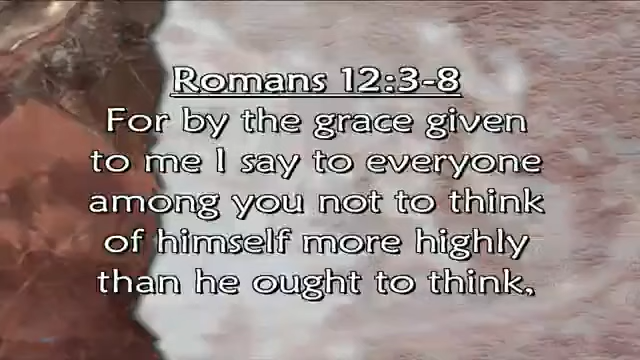 Romans 12:3-8
For by the grace given
to me I say to everyone
among you not to think
of himself more highly
than he ought to think,